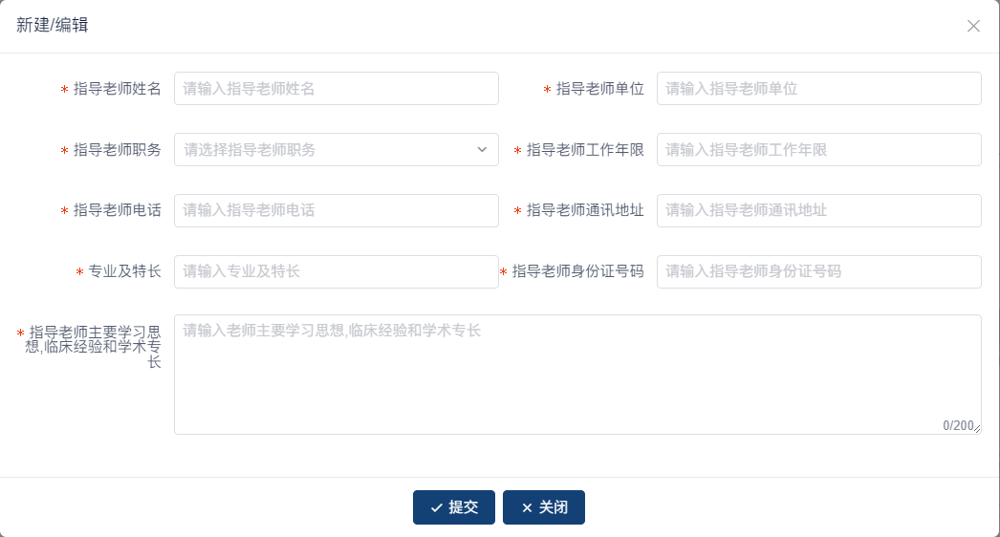 新建/编辑
* 指导老师姓名 请输入指导老师姓名 * 指导老师单位 请输入指导老师单位
* 指导老师职务 请选择指导老师职务 * 指导老师工作年限 请输入指导老师工作年限
* 指导老师电话 请输入指导老师电话 * 指导老师通讯地址 请输入指导老师通讯地址
* 专业及特长 请输入专业及特长 * 指导老师身份证号码 请输入指导老师身份证号码
* 指导老师主要学习思
想,临床经验和学术专
长
请输入老师主要学习思想,临床经验和学术专长
0/200
提交 关闭